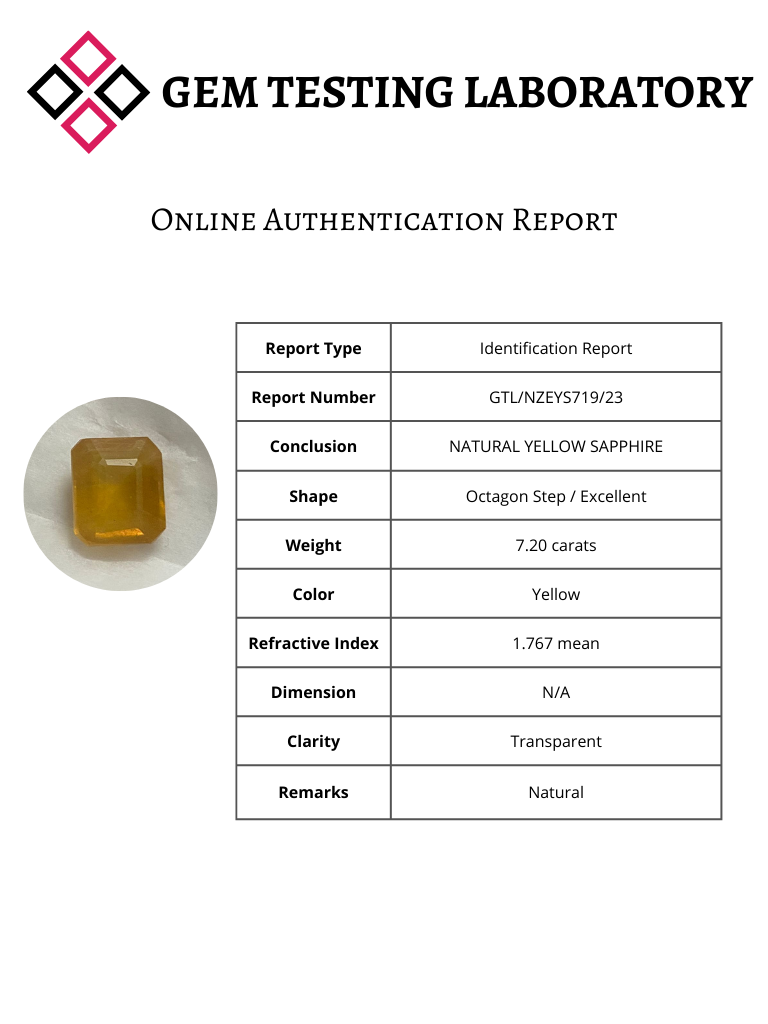 GEM TESTING LABORATORY
Online Authentication Report
Report Type Identification Report
Report Number GTL/NZEYS719/23
Conclusion NATURAL YELLOW SAPPHIRE
Shape Octagon Step / Excellent
Weight 7.20 carats
Color Yellow
Refractive Index 1.767 mean
Dimension N/A
Clarity Transparent
Remarks Natural